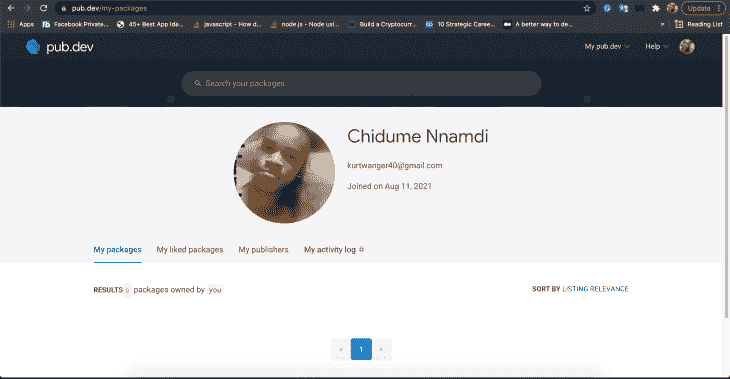 pub.dev/my-packages
Update
Apps
Facebook Private...
45+ Best App Ide...
javascript - How d...
node.js - Node usin...
Build a Cryptocurr...
10 Strategic Career...
A better way to de...
»
Reading List
pub.dev
My pub.dev
Help
Search your packages
Chidume Nnamdi
kurtwanger40@gmail.com
Joined on Aug 11, 2021
My packages
My liked packages
My publishers
My activity log
RESULTS 0 packages owned by you
SORT BY LISTING RELEVANCE
« 1 »